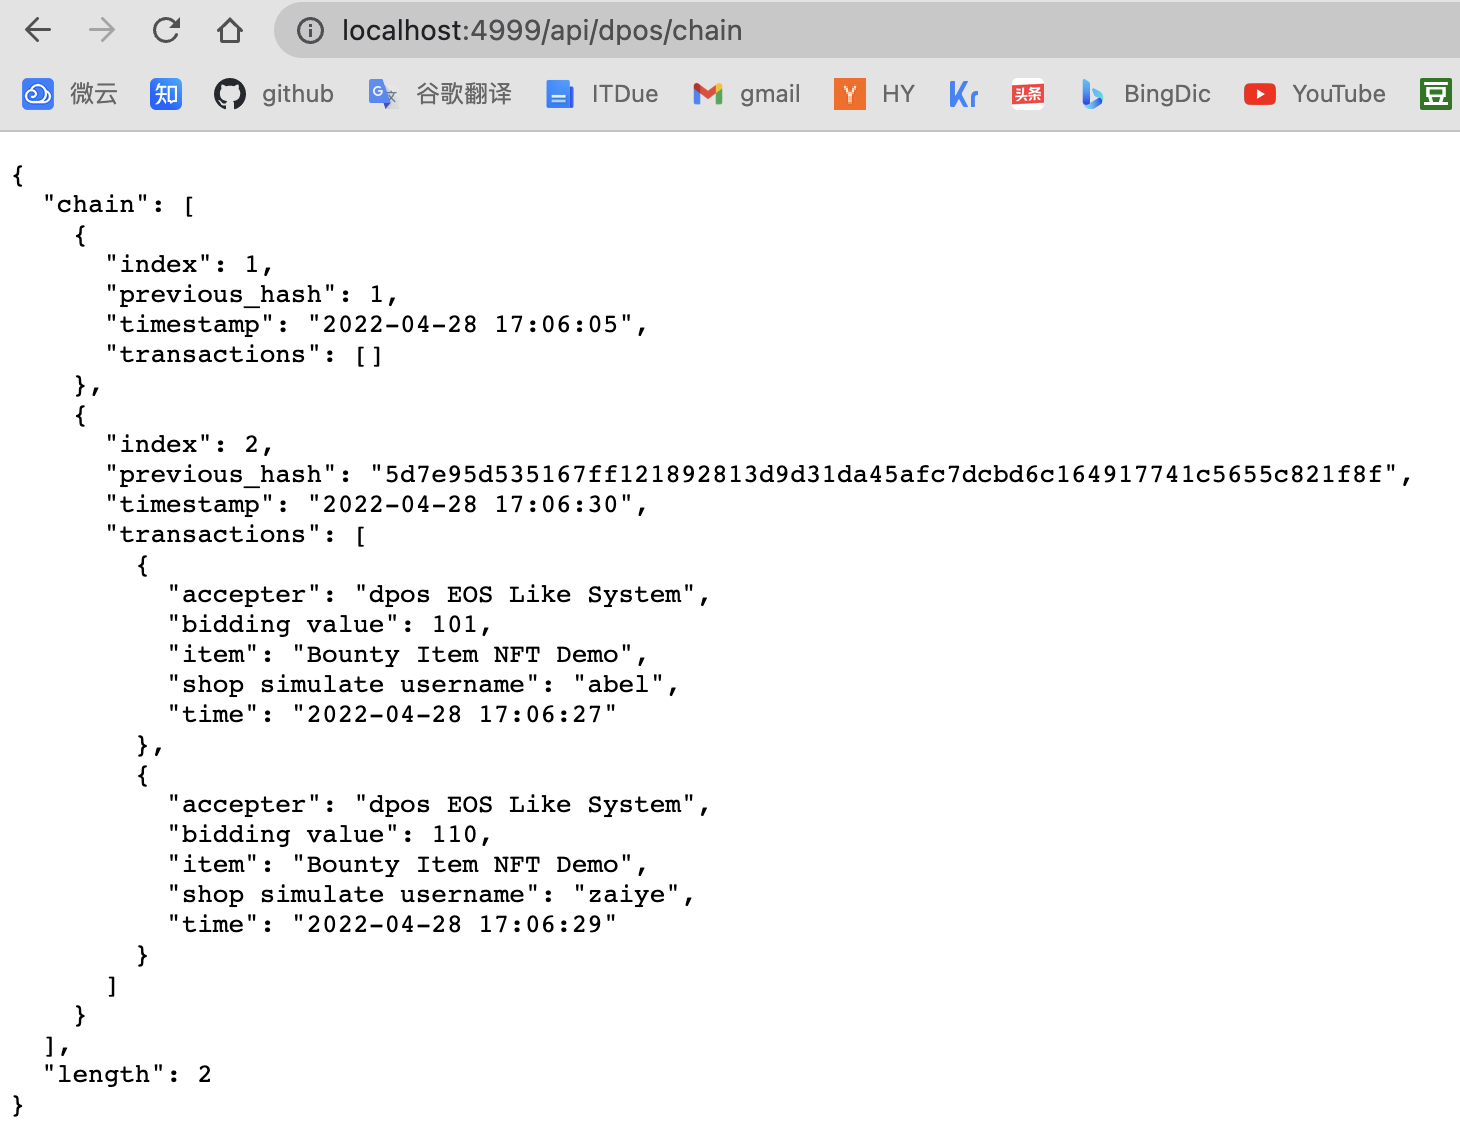 localhost:4999/api/dpos/chain
微云 知 github 谷歌翻译 ITDue gmail Y HY Kr 头条 BingDic YouTube 豆
{
  "chain": [
    {
      "index": 1,
      "previous_hash": 1,
      "timestamp": "2022-04-28 17:06:05",
      "transactions": []
    },
    {
      "index": 2,
      "previous_hash": "5d7e95d535167ff121892813d9d31da45afc7dcbd6c164917741c5655c821f8f",
      "timestamp": "2022-04-28 17:06:30",
      "transactions": [
        {
          "accepter": "dpos EOS Like System",
          "bidding value": 101,
          "item": "Bounty Item NFT Demo",
          "shop simulate username": "abel",
          "time": "2022-04-28 17:06:27"
        },
        {
          "accepter": "dpos EOS Like System",
          "bidding value": 110,
          "item": "Bounty Item NFT Demo",
          "shop simulate username": "zaiye",
          "time": "2022-04-28 17:06:29"
        }
      ]
    }
  ],
  "length": 2
}